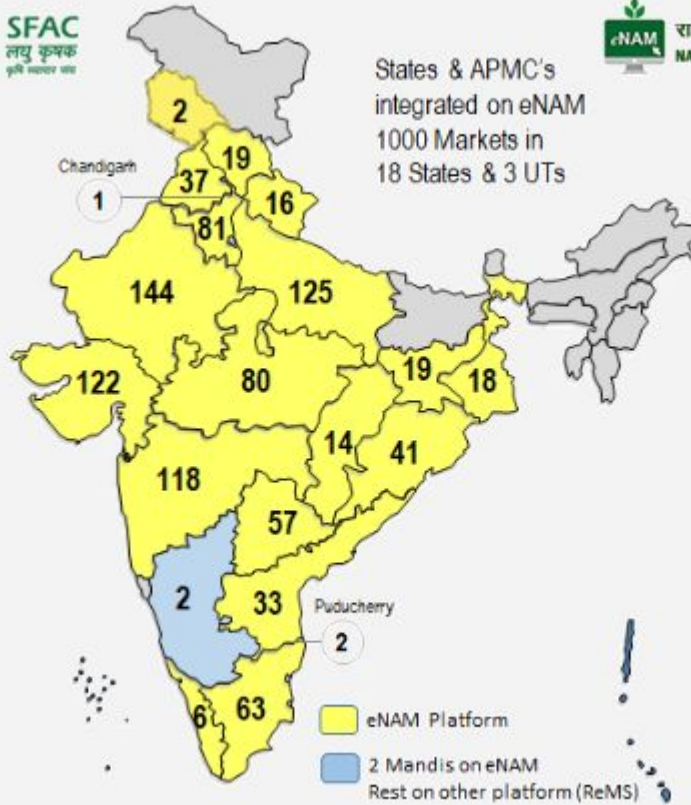 SFAC
लघु कृषक
कृषि व्यापार संघ
eNAM
रा
NA
States & APMC's
integrated on eNAM
1000 Markets in
18 States & 3 UTs
2
Chandigarh
1
19
37
16
81
144
125
122
80
19
18
14
41
118
57
2
33
Puducherry
2
6
63
eNAM Platform
2 Mandis on eNAM
Rest on other platform (ReMS)